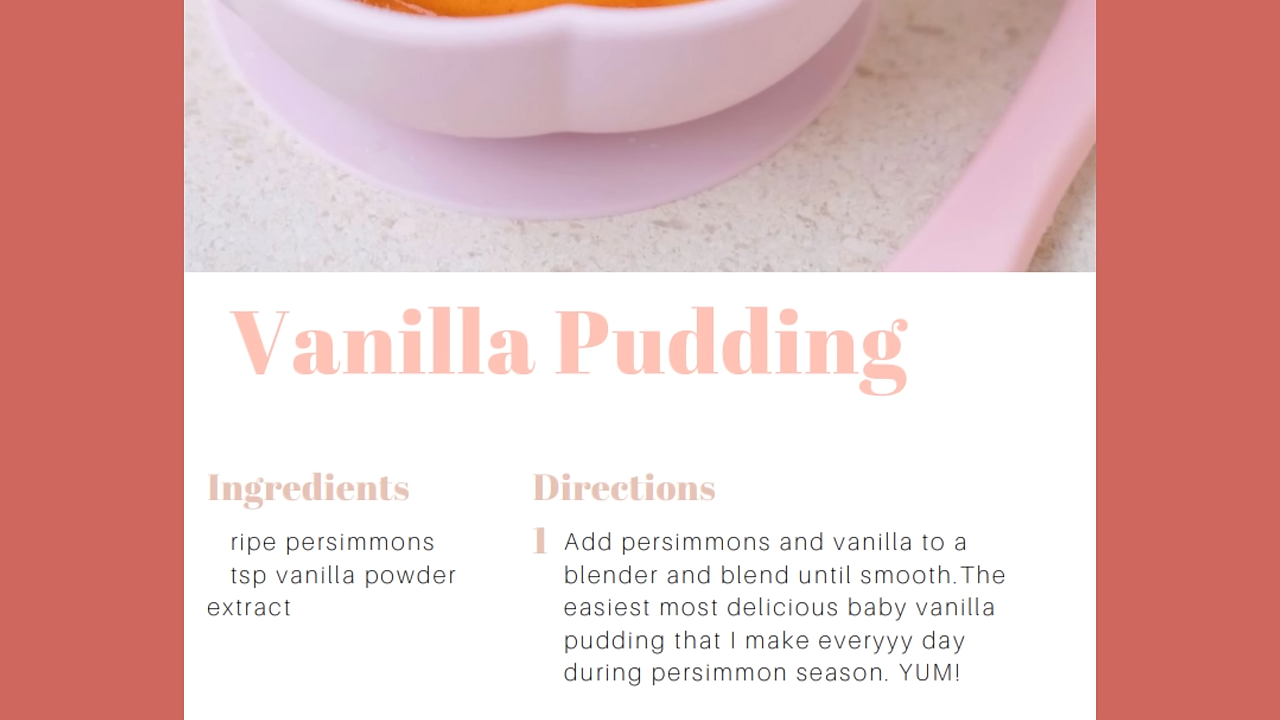 Vanilla Pudding
Ingredients
ripe persimmons
tsp vanilla powder
extract
Directions
1 Add persimmons and vanilla to a
blender and blend until smooth.The
easiest most delicious baby vanilla
pudding that I make everyyy day
during persimmon season. YUM!